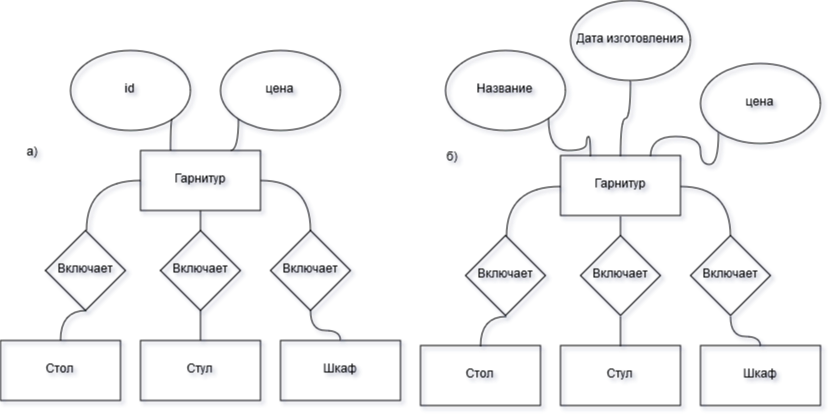 Дата изготовления
id
цена
Название
цена
а)
б)
Гарнитур
Гарнитур
Включает
Включает
Включает
Включает
Включает
Включает
Стол
Стул
Шкаф
Стол
Стул
Шкаф